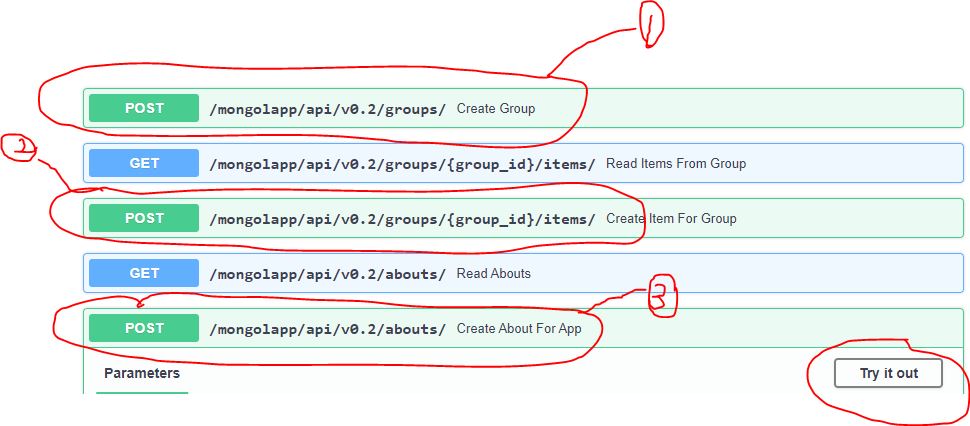 1
POST /mongolapp/api/v0.2/groups/ Create Group
2
GET /mongolapp/api/v0.2/groups/{group_id}/items/ Read Items From Group
POST /mongolapp/api/v0.2/groups/{group_id}/items/ Create Item For Group
GET /mongolapp/api/v0.2/abouts/ Read Abouts
3
POST /mongolapp/api/v0.2/abouts/ Create About For App
Parameters
Try it out